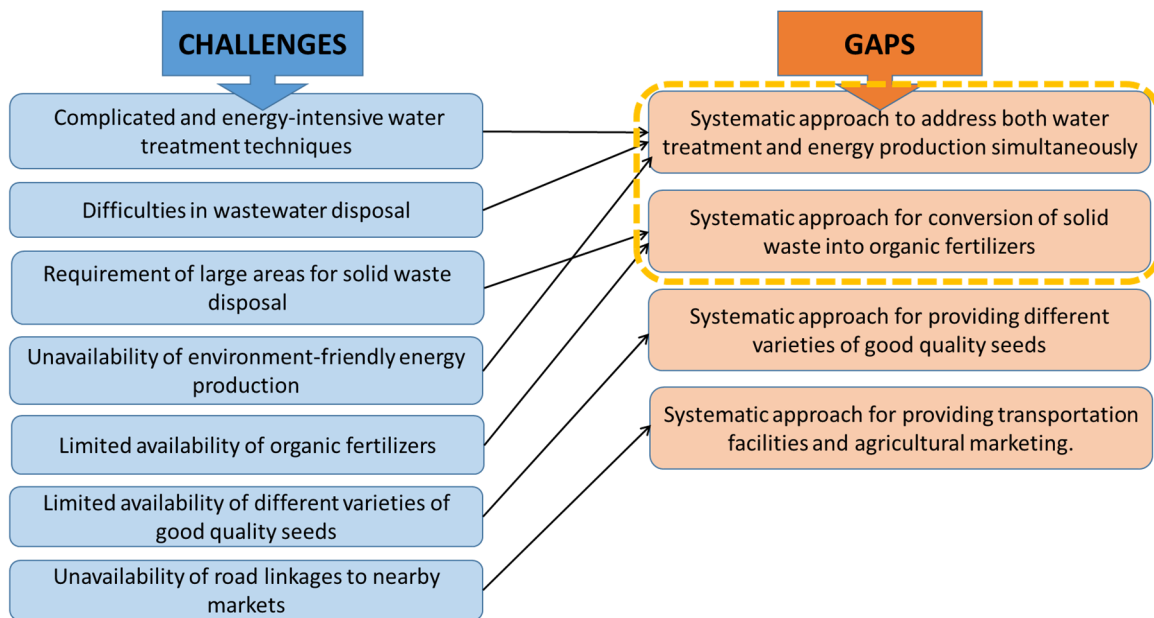 CHALLENGES
Complicated and energy-intensive water
treatment techniques
Difficulties in wastewater disposal
Requirement of large areas for solid waste
disposal
Unavailability of environment-friendly energy
production
Limited availability of organic fertilizers
Limited availability of different varieties of
good quality seeds
Unavailability of road linkages to nearby
markets
GAPS
Systematic approach to address both water
treatment and energy production simultaneously
Systematic approach for conversion of solid
waste into organic fertilizers
Systematic approach for providing different
varieties of good quality seeds
Systematic approach for providing transportation
facilities and agricultural marketing.